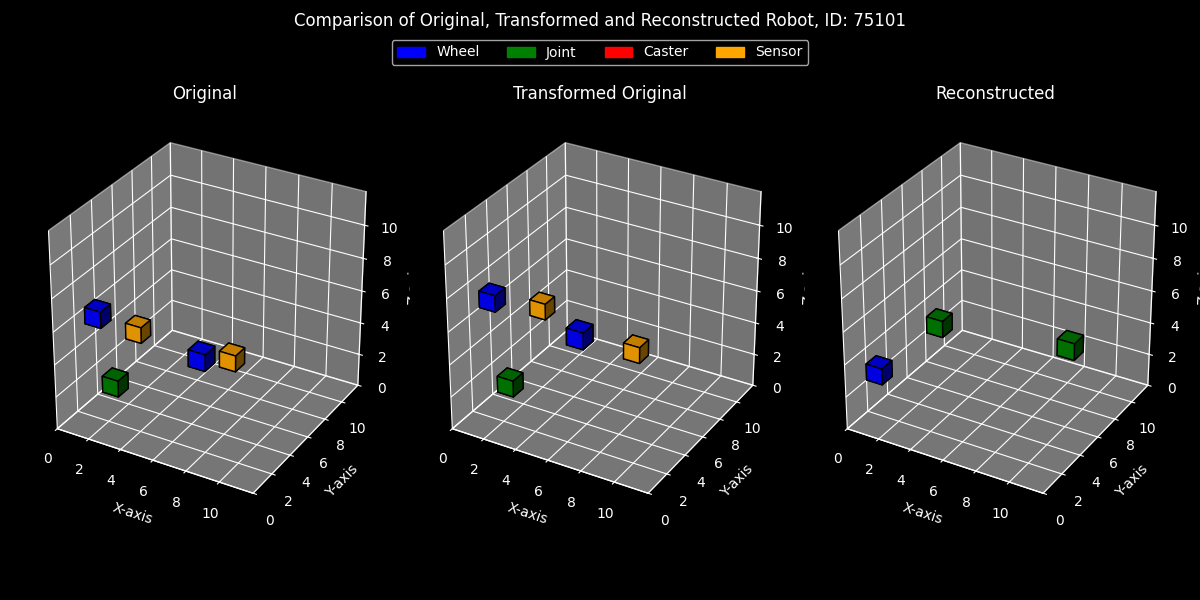 Comparison of Original, Transformed and Reconstructed Robot, ID: 75101
Wheel Joint Caster Sensor
Original
Transformed Original
Reconstructed
0 2 4 6 8 10
X-axis
0 2 4 6 8 10
Y-axis
0 2 4 6 8 10
0 2 4 6 8 10
X-axis
0 2 4 6 8 10
Y-axis
0 2 4 6 8 10
0 2 4 6 8 10
X-axis
0 2 4 6 8 10
Y-axis
0 2 4 6 8 10